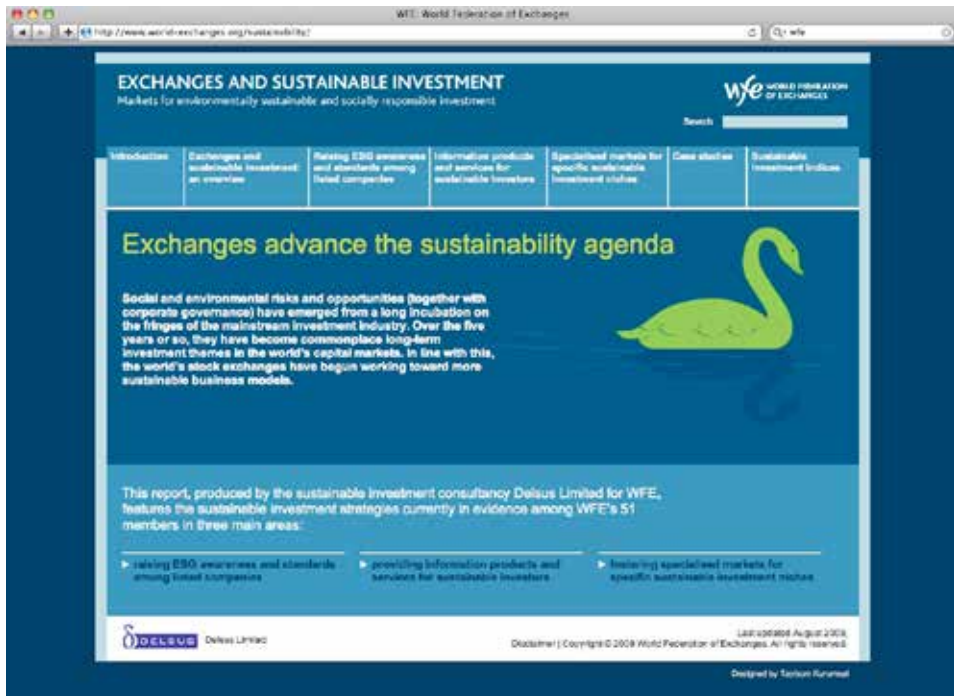 WFE: World Federation of Exchanges
http://www.world-exchanges.org/sustainability/
wfe
EXCHANGES AND SUSTAINABLE INVESTMENT
Markets for environmentally sustainable and socially responsible investment
wfe WORLD FEDERATION
OF EXCHANGES
Search
Introduction
Exchanges and
sustainable investment:
an overview
Raising ESG awareness
and standards among
listed companies
Information products
and services for
sustainable investors
Specialised markets for
specific sustainable
investment niches
Case studies
Sustainable
investment indices
Exchanges advance the sustainability agenda
Social and environmental risks and opportunities (together with
corporate governance) have emerged from a long incubation on
the fringes of the mainstream investment industry. Over the five
years or so, they have become commonplace long-term
investment themes in the world's capital markets. In line with this,
the world's stock exchanges have begun working toward more
sustainable business models.
This report, produced by the sustainable investment consultancy Delsus Limited for WFE,
features the sustainable investment strategies currently in evidence among WFE's 51
members in three main areas:
raising ESG awareness and standards
among listed companies
providing information products and
services for sustainable investors
fostering specialised markets for
specific sustainable investment niches
DELSUS Delsus Limited
Last updated August 2009.
Disclaimer | Copyright © 2009 World Federation of Exchanges. All rights reserved.
Designed by